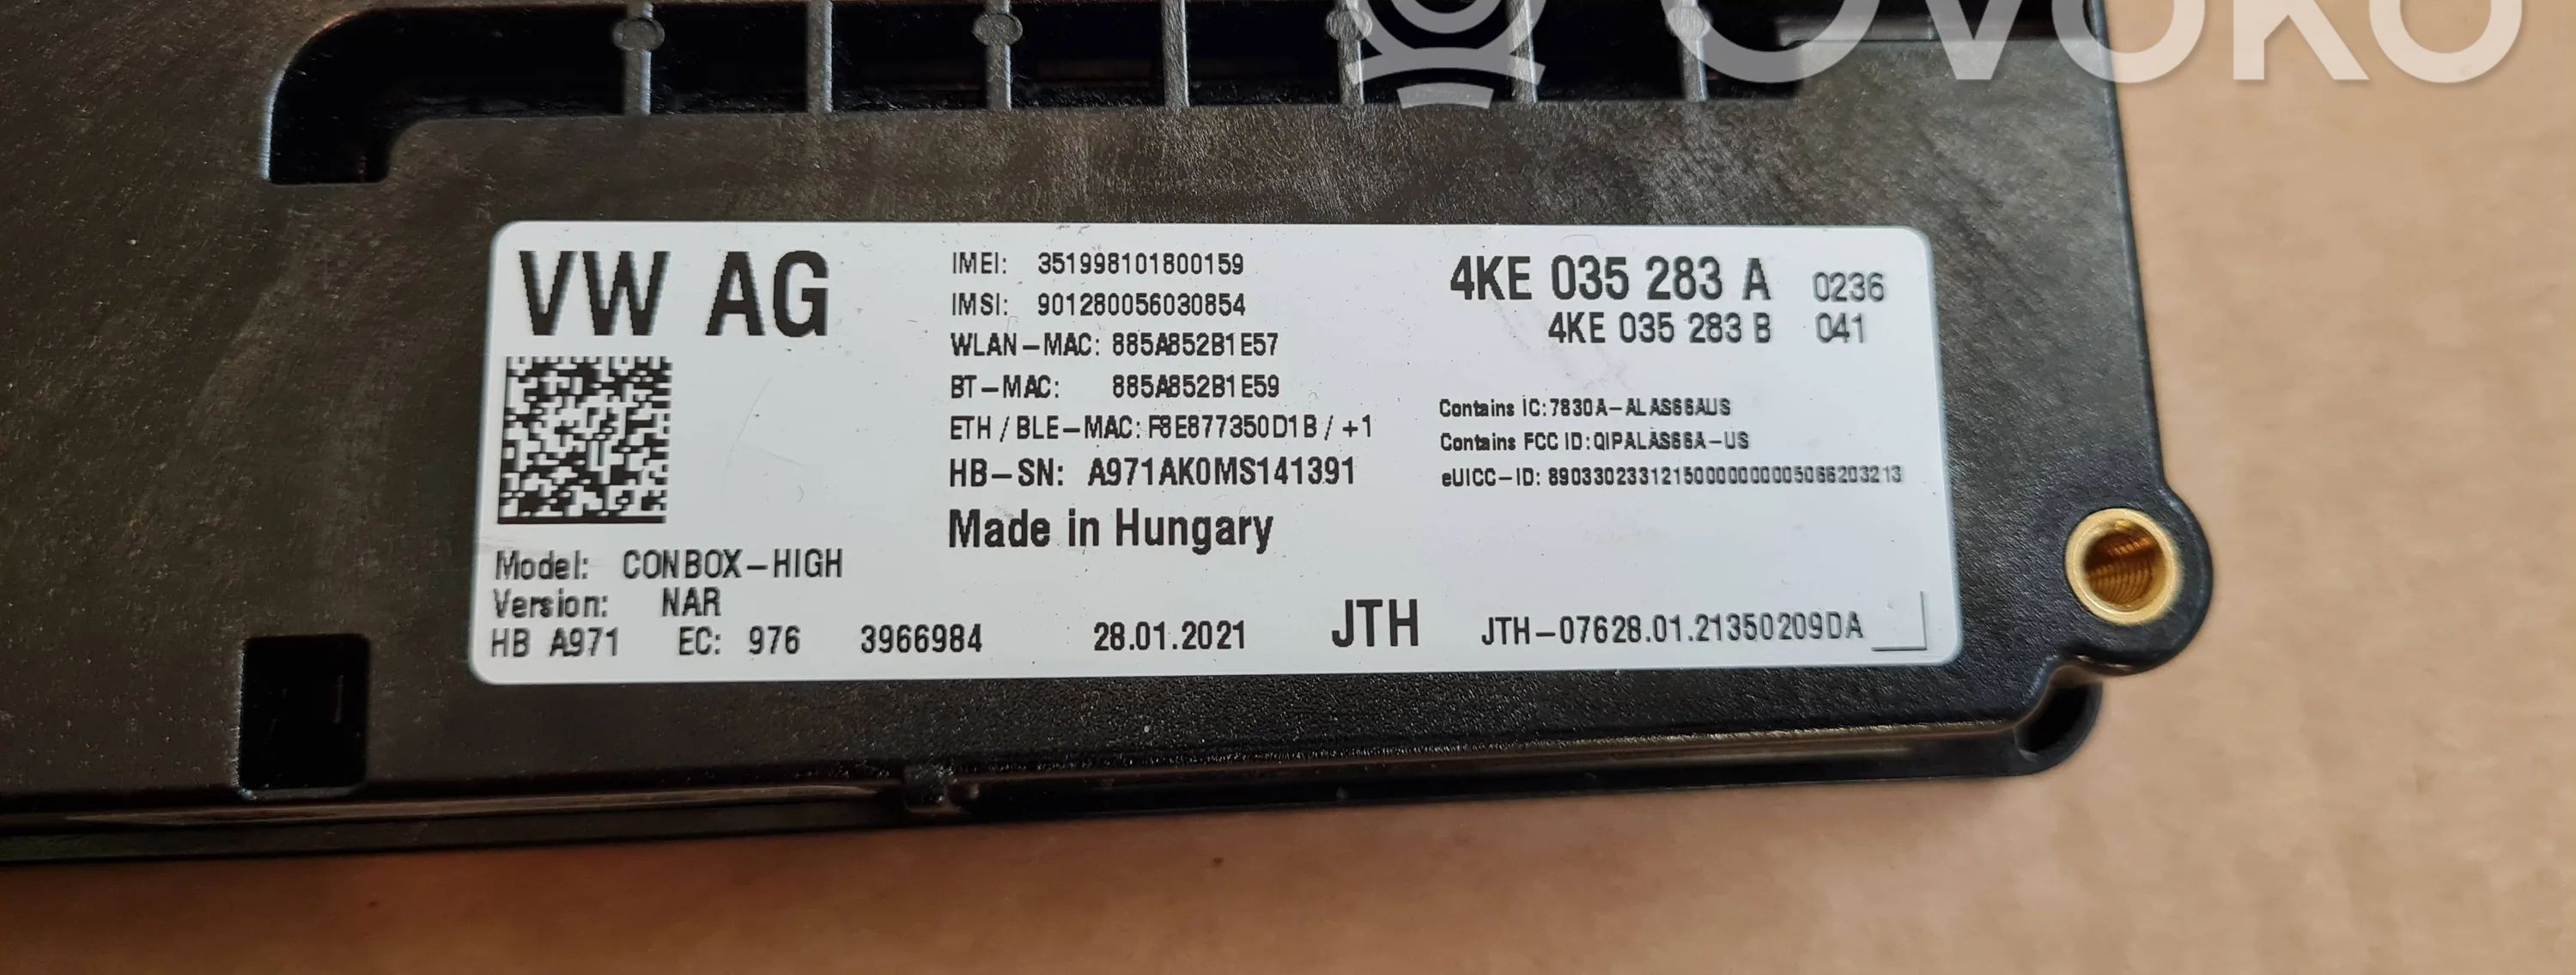 OVOKO
VW AG
IMEI: 351998101800159
IMSI: 901280056030854
WLAN-MAC: 885A852B1E57
BT-MAC: 885A852B1E59
ETH / BLE-MAC: F8E877350D1B / +1
HB-SN: A971AK0MS141391
Made in Hungary
4KE 035 283 A 0236
4KE 035 283 B 041
Contains IC: 7830A-ALAS66AUS
Contains FCC ID: QIPALAS66A-US
eUICC-ID: 89033023312150000000005066203213
Model: CONBOX-HIGH
Version: NAR
HB A971 EC: 976 3966984 28.01.2021 JTH JTH-07628.01.21350209DA